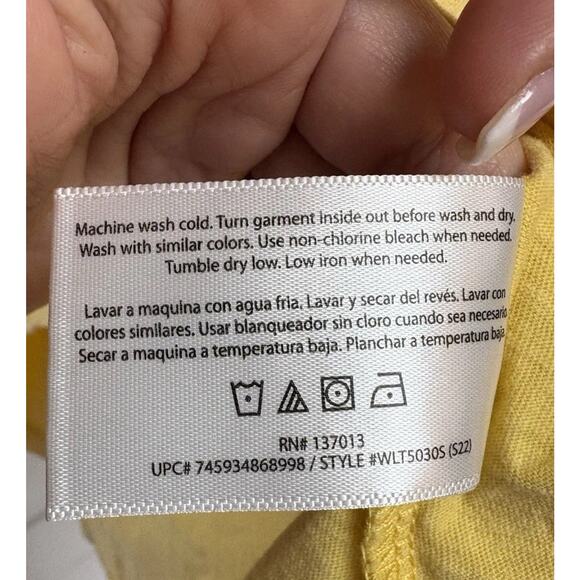 Machine wash cold. Turn garment inside out before wash and dry.
Wash with similar colors. Use non-chlorine bleach when needed.
Tumble dry low. Low iron when needed.
Lavar a maquina con agua fria. Lavar y secar del revés. Lavar con
colores similares. Usar blanqueador sin cloro cuando sea necesario
Secar a maquina a temperatura baja. Planchar a temperatura baja
RN# 137013
UPC# 745934868998 / STYLE #WLT5030S (S22)